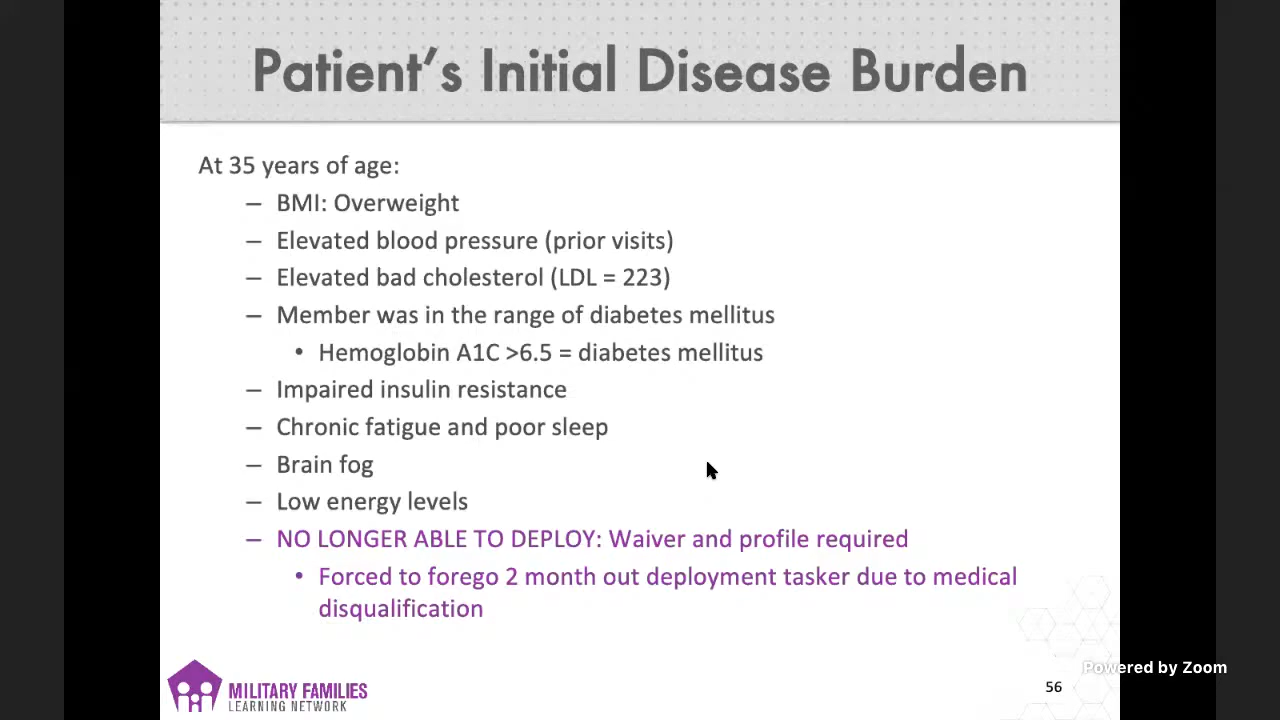 Patient's Initial Disease Burden
At 35 years of age:
– BMI: Overweight
– Elevated blood pressure (prior visits)
– Elevated bad cholesterol (LDL = 223)
– Member was in the range of diabetes mellitus
• Hemoglobin A1C >6.5 = diabetes mellitus
– Impaired insulin resistance
– Chronic fatigue and poor sleep
– Brain fog
– Low energy levels
– NO LONGER ABLE TO DEPLOY: Waiver and profile required
• Forced to forego 2 month out deployment tasker due to medical
disqualification
MILITARY FAMILIES
LEARNING NETWORK
56
Powered by Zoom